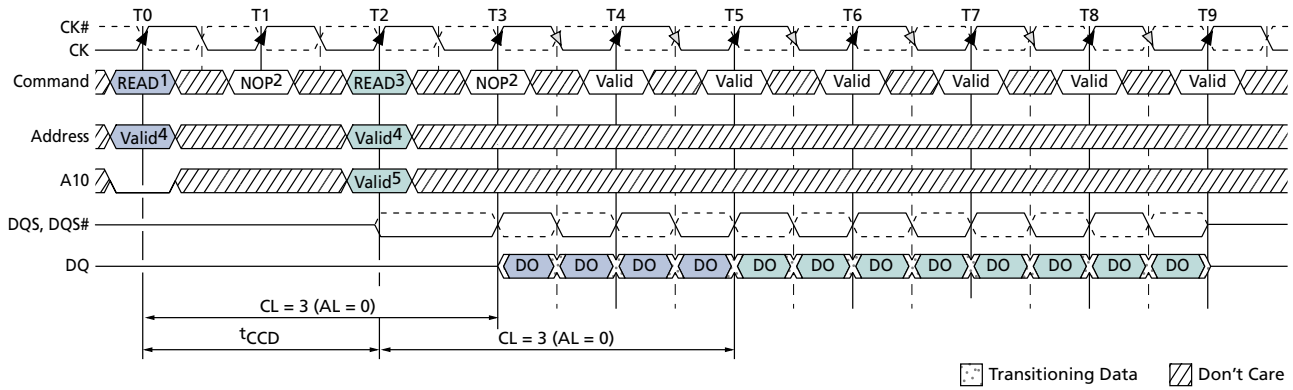 T0 T1 T2 T3 T4 T5 T6 T7 T8 T9
CK#
CK
Command READ1 NOP2 READ3 NOP2 Valid Valid Valid Valid Valid Valid
Address Valid4 Valid4
A10 Valid5
DQS, DQS#
DQ DO DO DO DO DO DO DO DO DO DO DO DO
CL = 3 (AL = 0)
tCCD CL = 3 (AL = 0)
Transitioning Data Don't Care